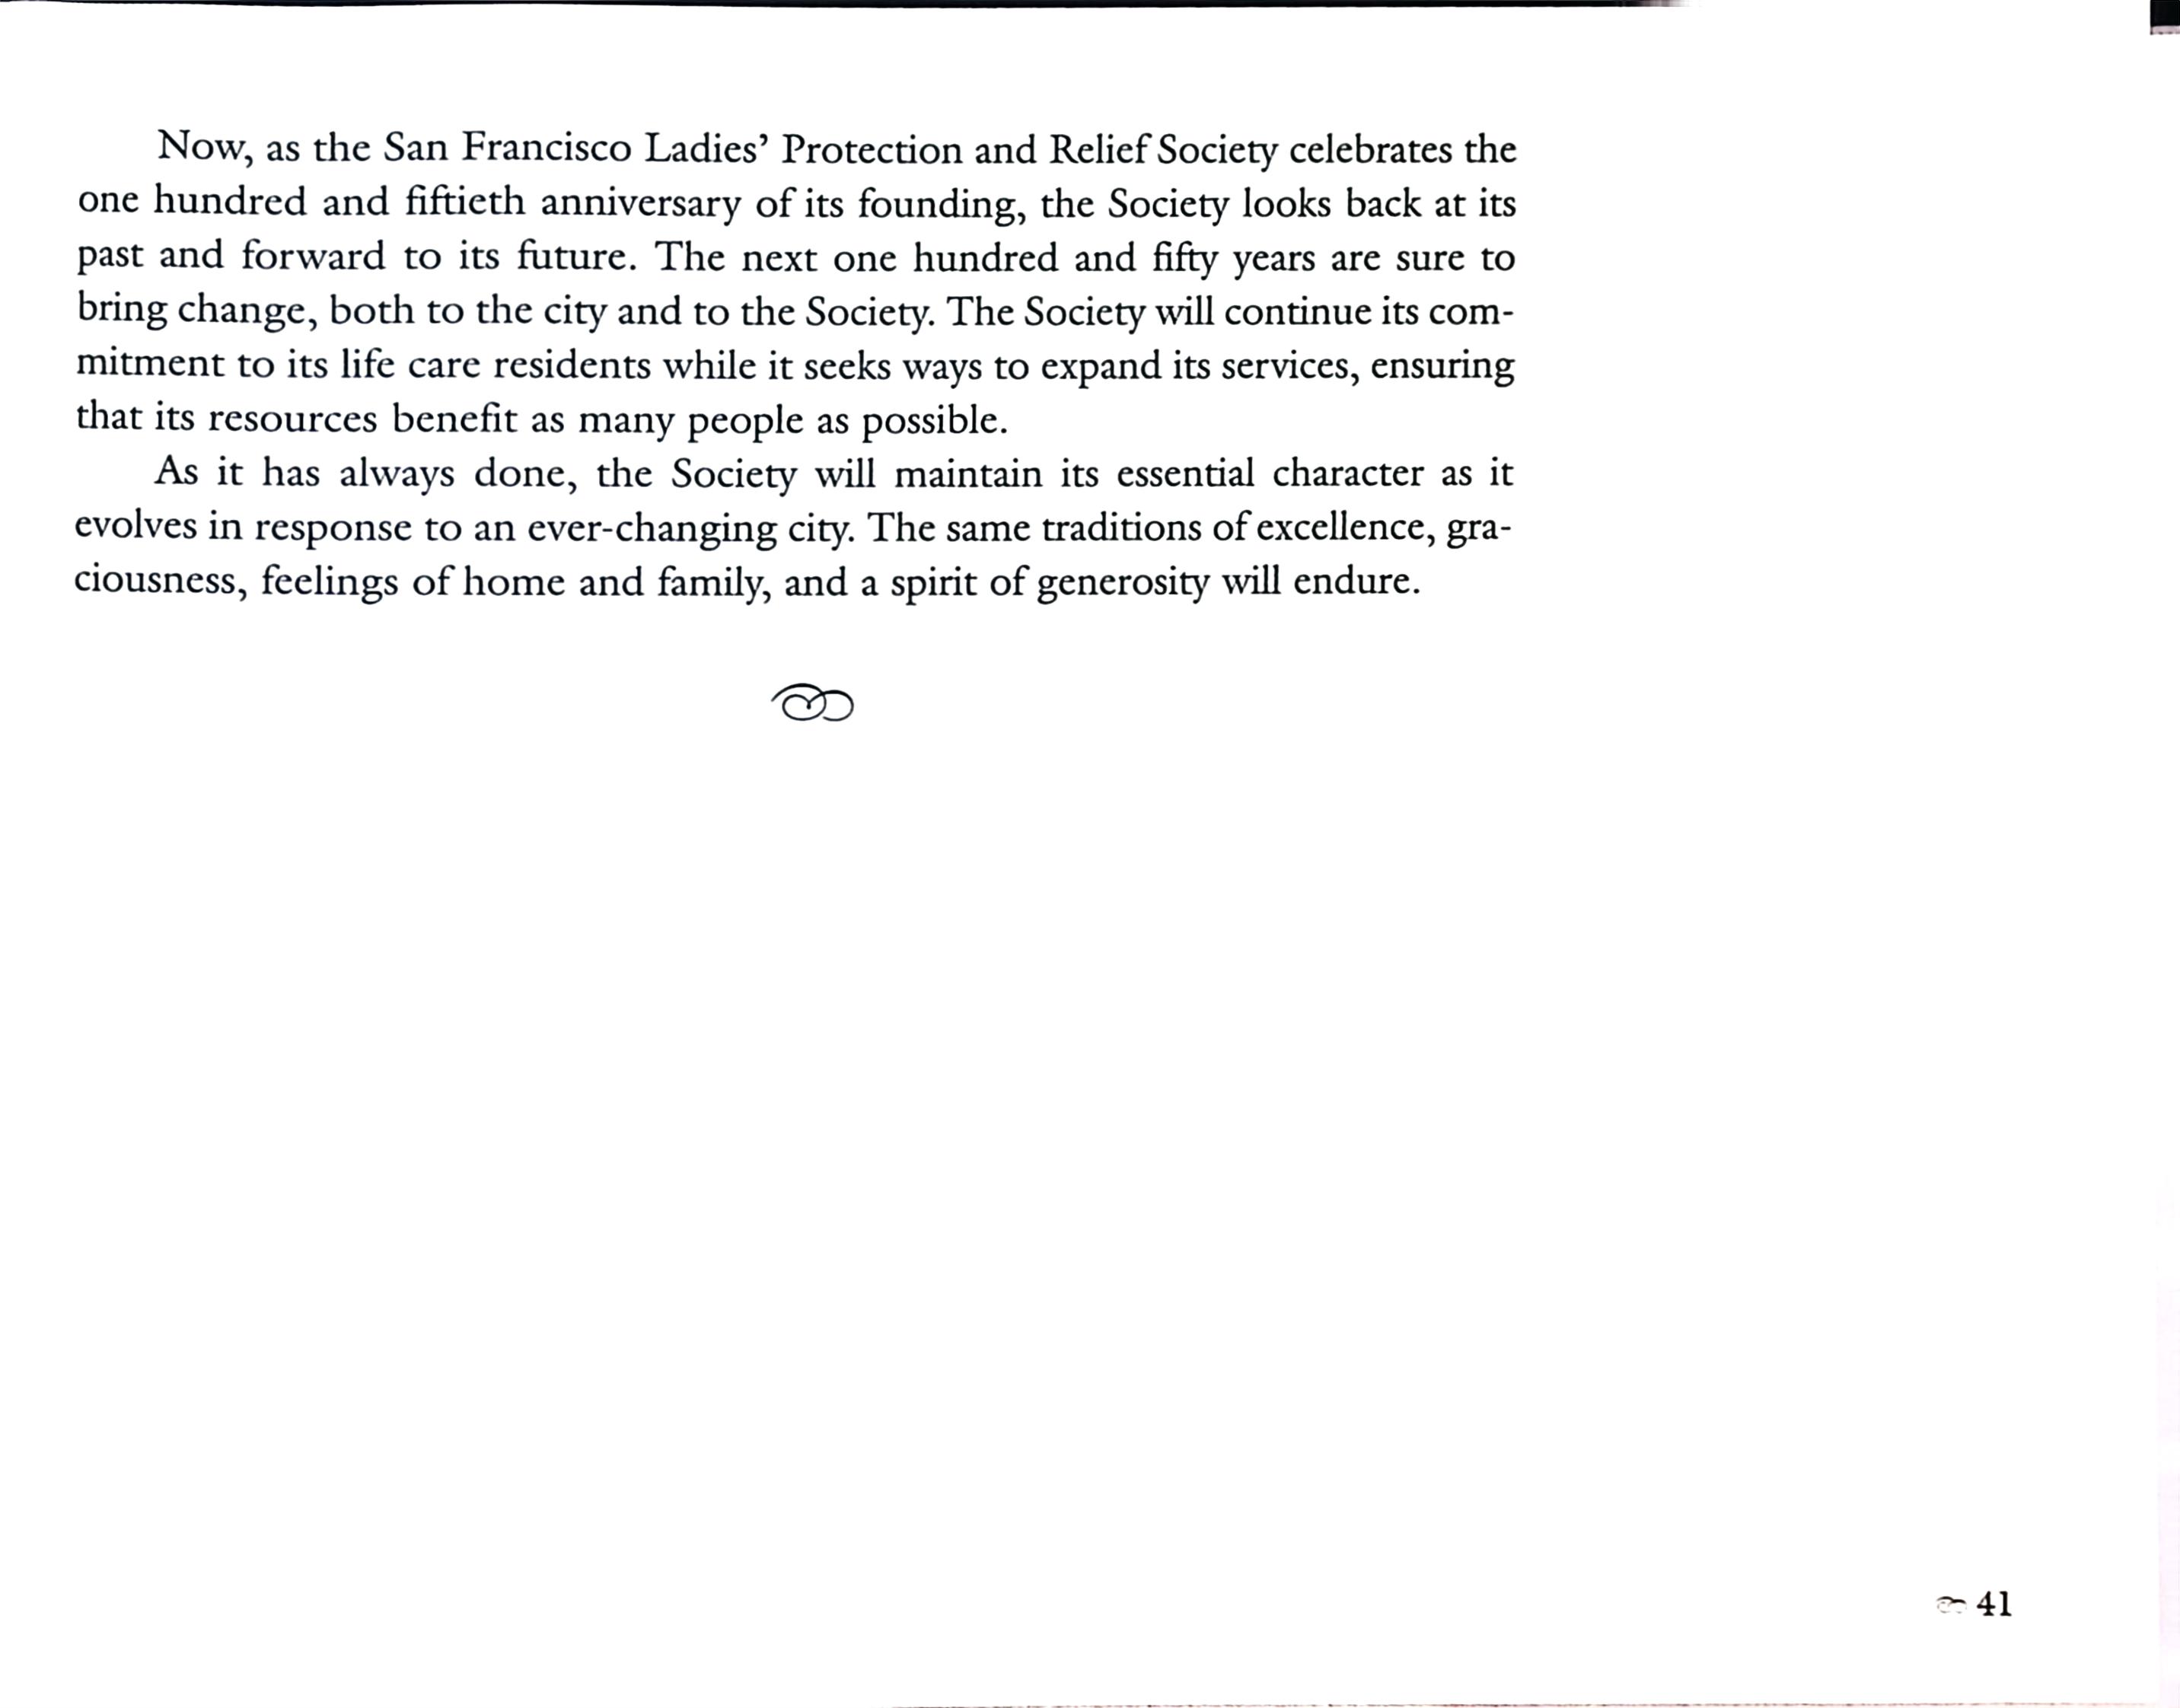 Now, as the San Francisco Ladies’ Protection and Relief Society celebrates the
one hundred and fiftieth anniversary of its founding, the Society looks back at its
past and forward to its future. The next one hundred and fifty years are sure to
bring change, both to the city and to the Society. The Society will continue its com-
mitment to its life care residents while it seeks ways to expand its services, ensuring
that its resources benefit as many people as possible.
As it has always done, the Society will maintain its essential character as it
evolves in response to an ever-changing city. The same traditions of excellence, gra-
ciousness, feelings of home and family, and a spirit of generosity will endure.
41